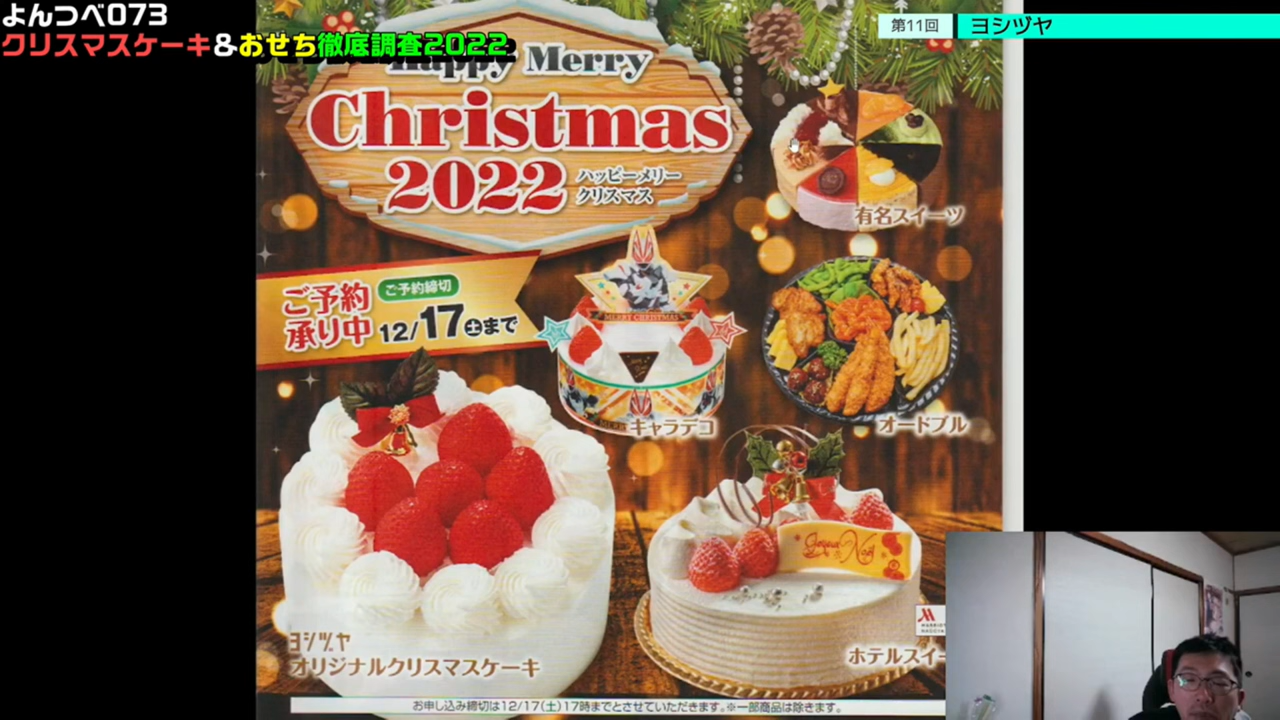 よんつべ073
クリスマスケーキ&おせち徹底調査2022
第11回 ヨシヅヤ
Happy Merry
Christmas
2022
ハッピーメリー
クリスマス
有名スイーツ
ご予約
承り中
ご予約締切
12/17土まで
MERRY CHRISTMAS
キャラデコ
オードブル
Joyeux Noël
ヨシヅヤ
オリジナルクリスマスケーキ
MARRIOT
NAGOYA
ホテルスイー
お申し込み締切は12/17(土)17時までとさせていただきます。※一部商品は除きます。